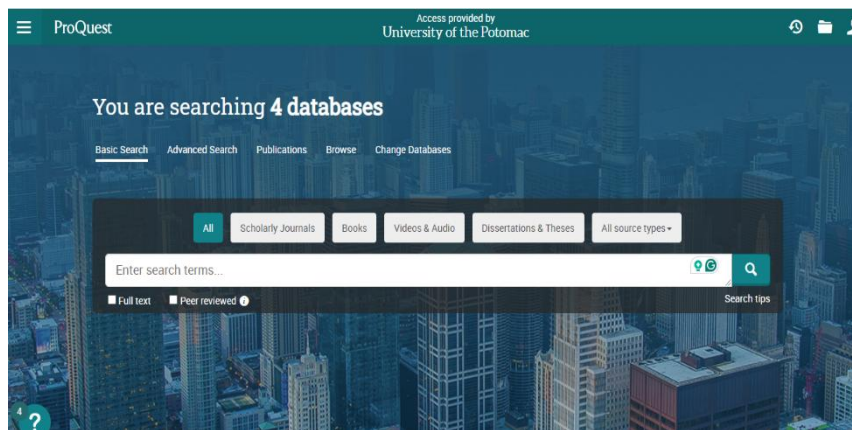 ProQuest
Access provided by
University of the Potomac
You are searching 4 databases
Basic Search Advanced Search Publications Browse Change Databases
All Scholarly Journals Books Videos & Audio Dissertations & Theses All source types
Enter search terms...
Full text Peer reviewed
Search tips
4
?